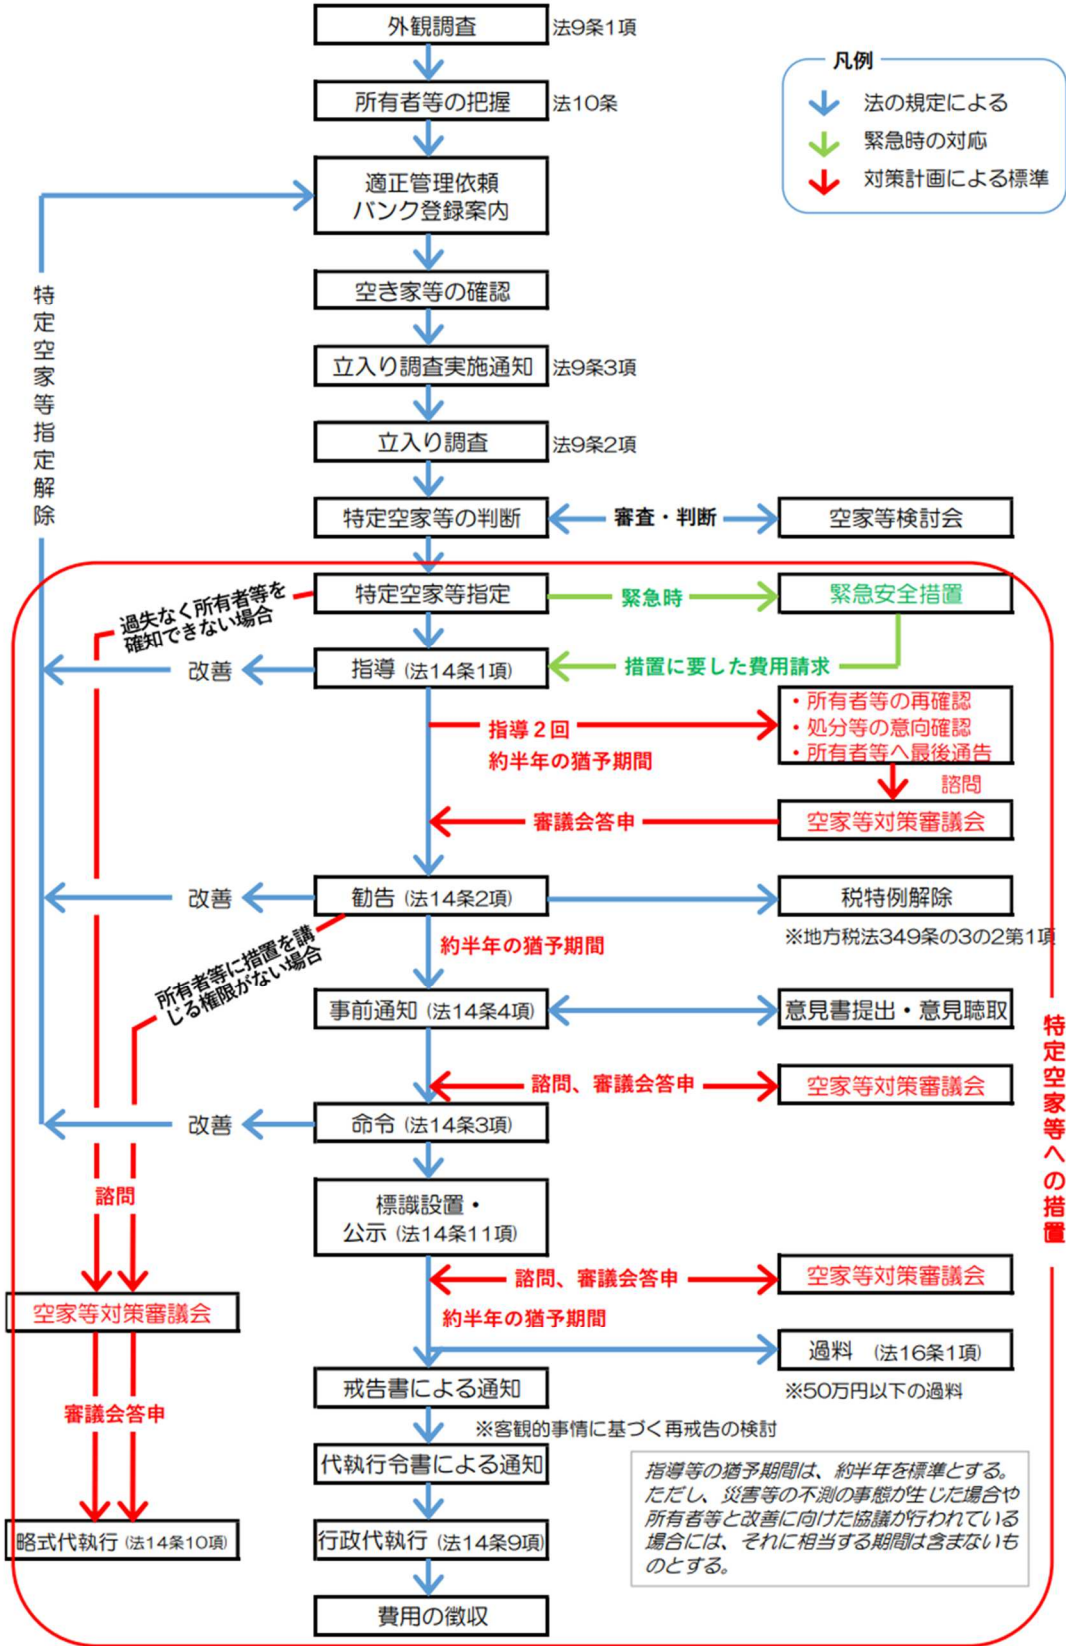 外観調査
法9条1項
凡例
法の規定による
緊急時の対応
対策計画による標準
所有者等の把握
法10条
適正管理依頼
バンク登録案内
空き家等の確認
立入り調査実施通知
法9条3項
立入り調査
法9条2項
特定空家等の判断
審査・判断
空家等検討会
特定空家等指定解除
特定空家等指定
緊急時
緊急安全措置
過失なく所有者等を
確知できない場合
改善
指導 (法14条1項)
措置に要した費用請求
指導2回
約半年の猶予期間
・所有者等の再確認
・処分等の意向確認
・所有者等へ最後通告
諮問
審議会答申
空家等対策審議会
改善
勧告 (法14条2項)
税特例解除
※地方税法349条の3の2第1項
約半年の猶予期間
所有者等に措置を講
じる権限がない場合
事前通知 (法14条4項)
意見書提出・意見聴取
諮問、審議会答申
空家等対策審議会
改善
命令 (法14条3項)
特定空家等への措置
標識設置・
公示 (法14条11項)
諮問
諮問、審議会答申
空家等対策審議会
空家等対策審議会
約半年の猶予期間
過料 (法16条1項)
※50万円以下の過料
戒告書による通知
審議会答申
※客観的事情に基づく再戒告の検討
代執行令書による通知
略式代執行 (法14条10項)
行政代執行 (法14条9項)
費用の徴収
指導等の猶予期間は、約半年を標準とする。
ただし、災害等の不測の事態が生じた場合や
所有者等と改善に向けた協議が行われている
場合には、それに相当する期間は含まないも
のとする。